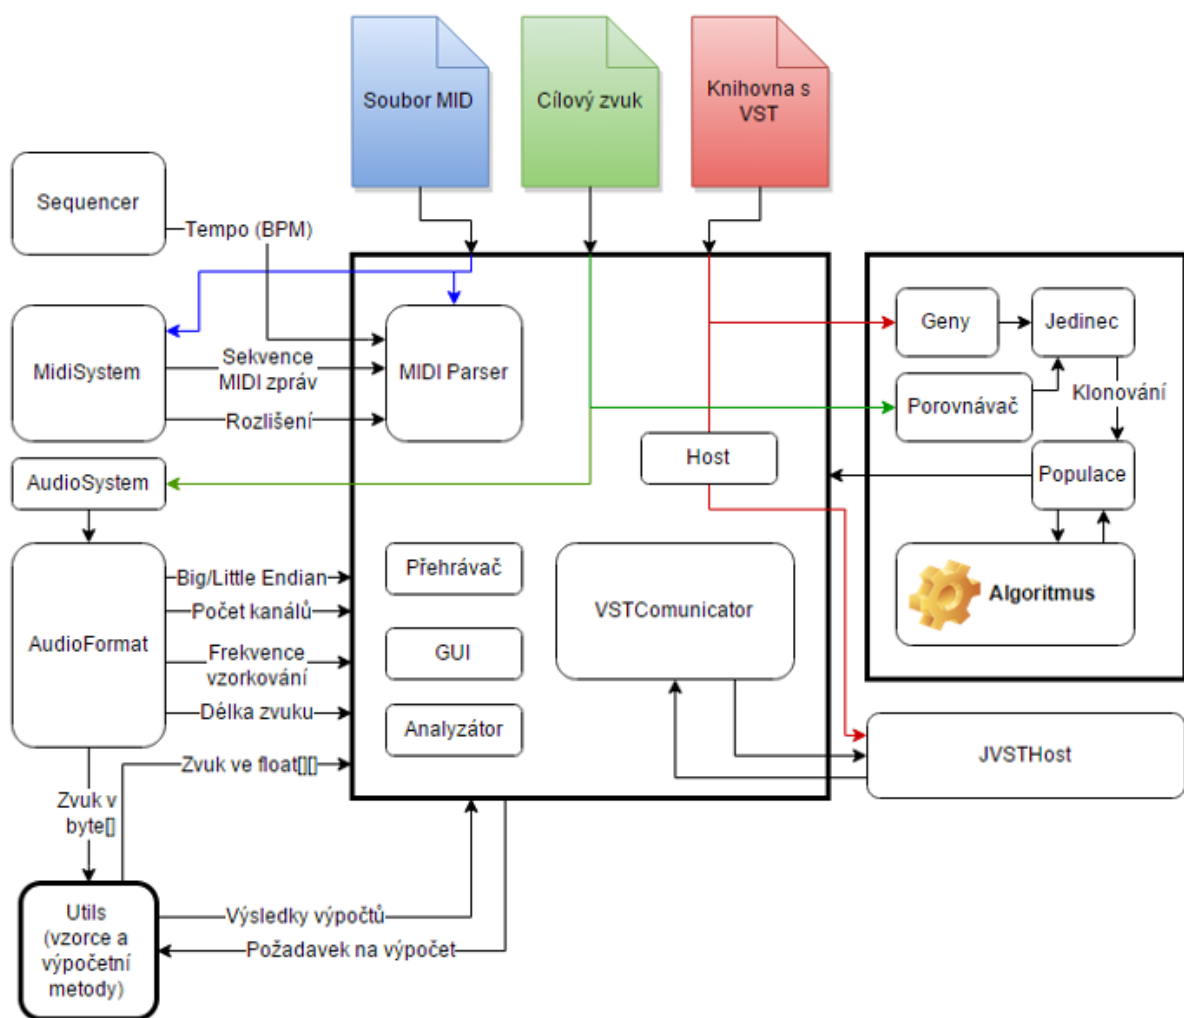 Soubor MID
Cílový zvuk
Knihovna s
VST
Sequencer
Tempo (BPM)
MidiSystem
Sekvence
MIDI zpráv
Rozlišení
MIDI Parser
Geny
Jedinec
Klonování
Porovnávač
Host
Populace
AudioSystem
Algoritmus
AudioFormat
Big/Little Endian
Počet kanálů
Frekvence
vzorkování
Délka zvuku
Přehrávač
GUI
Analyzátor
VSTComunicator
JVSTHost
Zvuk ve float[][]
Zvuk v
byte[]
Utils
(vzorce a
výpočetní
metody)
Výsledky výpočtů
Požadavek na výpočet